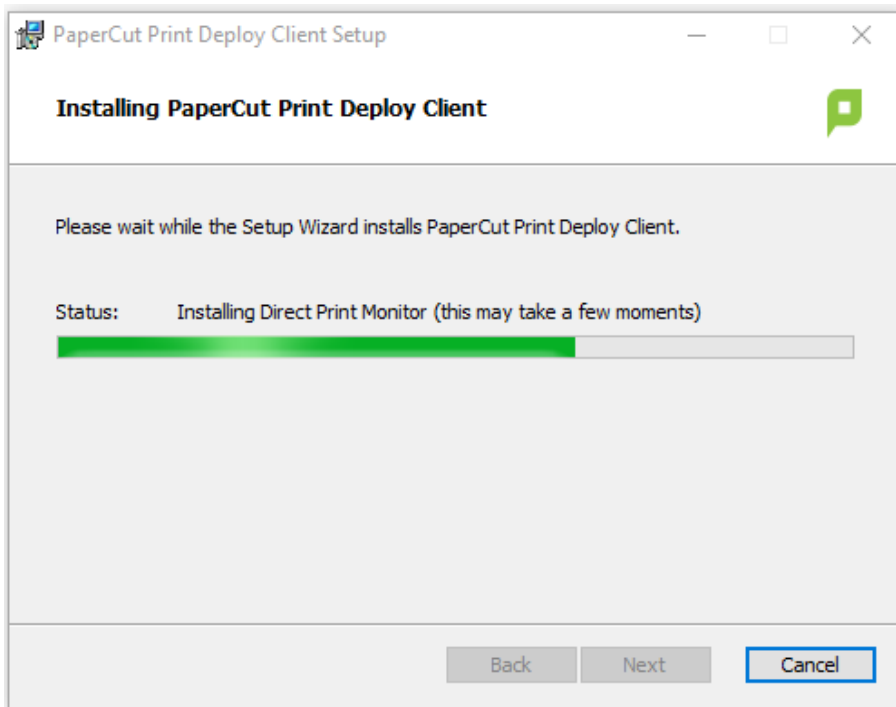 PaperCut Print Deploy Client Setup
Installing PaperCut Print Deploy Client
Please wait while the Setup Wizard installs PaperCut Print Deploy Client.
Status: Installing Direct Print Monitor (this may take a few moments)
Back Next Cancel